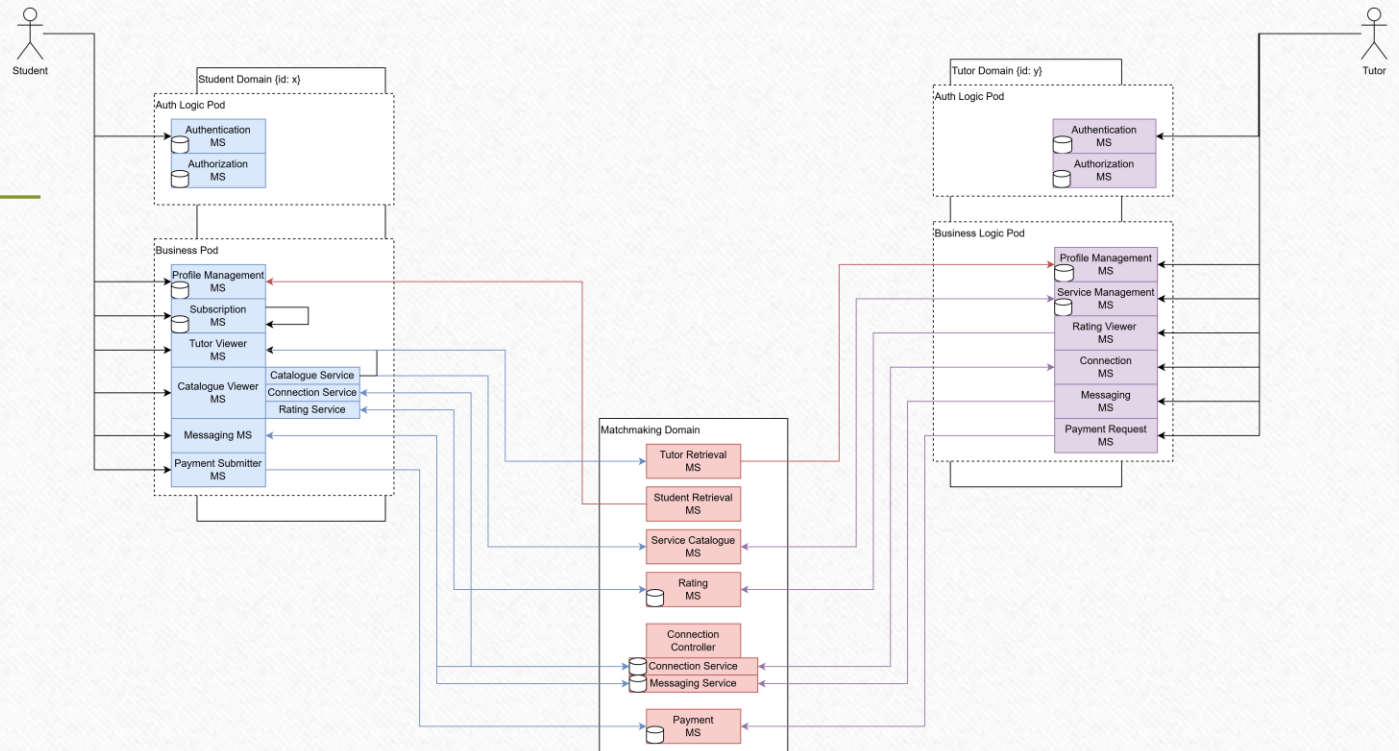 Student
Tutor
Student Domain {id: x}
Auth Logic Pod
Authentication
MS
Authorization
MS
Business Pod
Profile Management
MS
Subscription
MS
Tutor Viewer
MS
Catalogue Viewer
MS
Catalogue Service
Connection Service
Rating Service
Messaging MS
Payment Submitter
MS
Matchmaking Domain
Tutor Retrieval
MS
Student Retrieval
MS
Service Catalogue
MS
Rating
MS
Connection
Controller
Connection Service
Messaging Service
Payment
MS
Tutor Domain {id: y}
Auth Logic Pod
Authentication
MS
Authorization
MS
Business Logic Pod
Profile Management
MS
Service Management
MS
Rating Viewer
MS
Connection
MS
Messaging
MS
Payment Request
MS